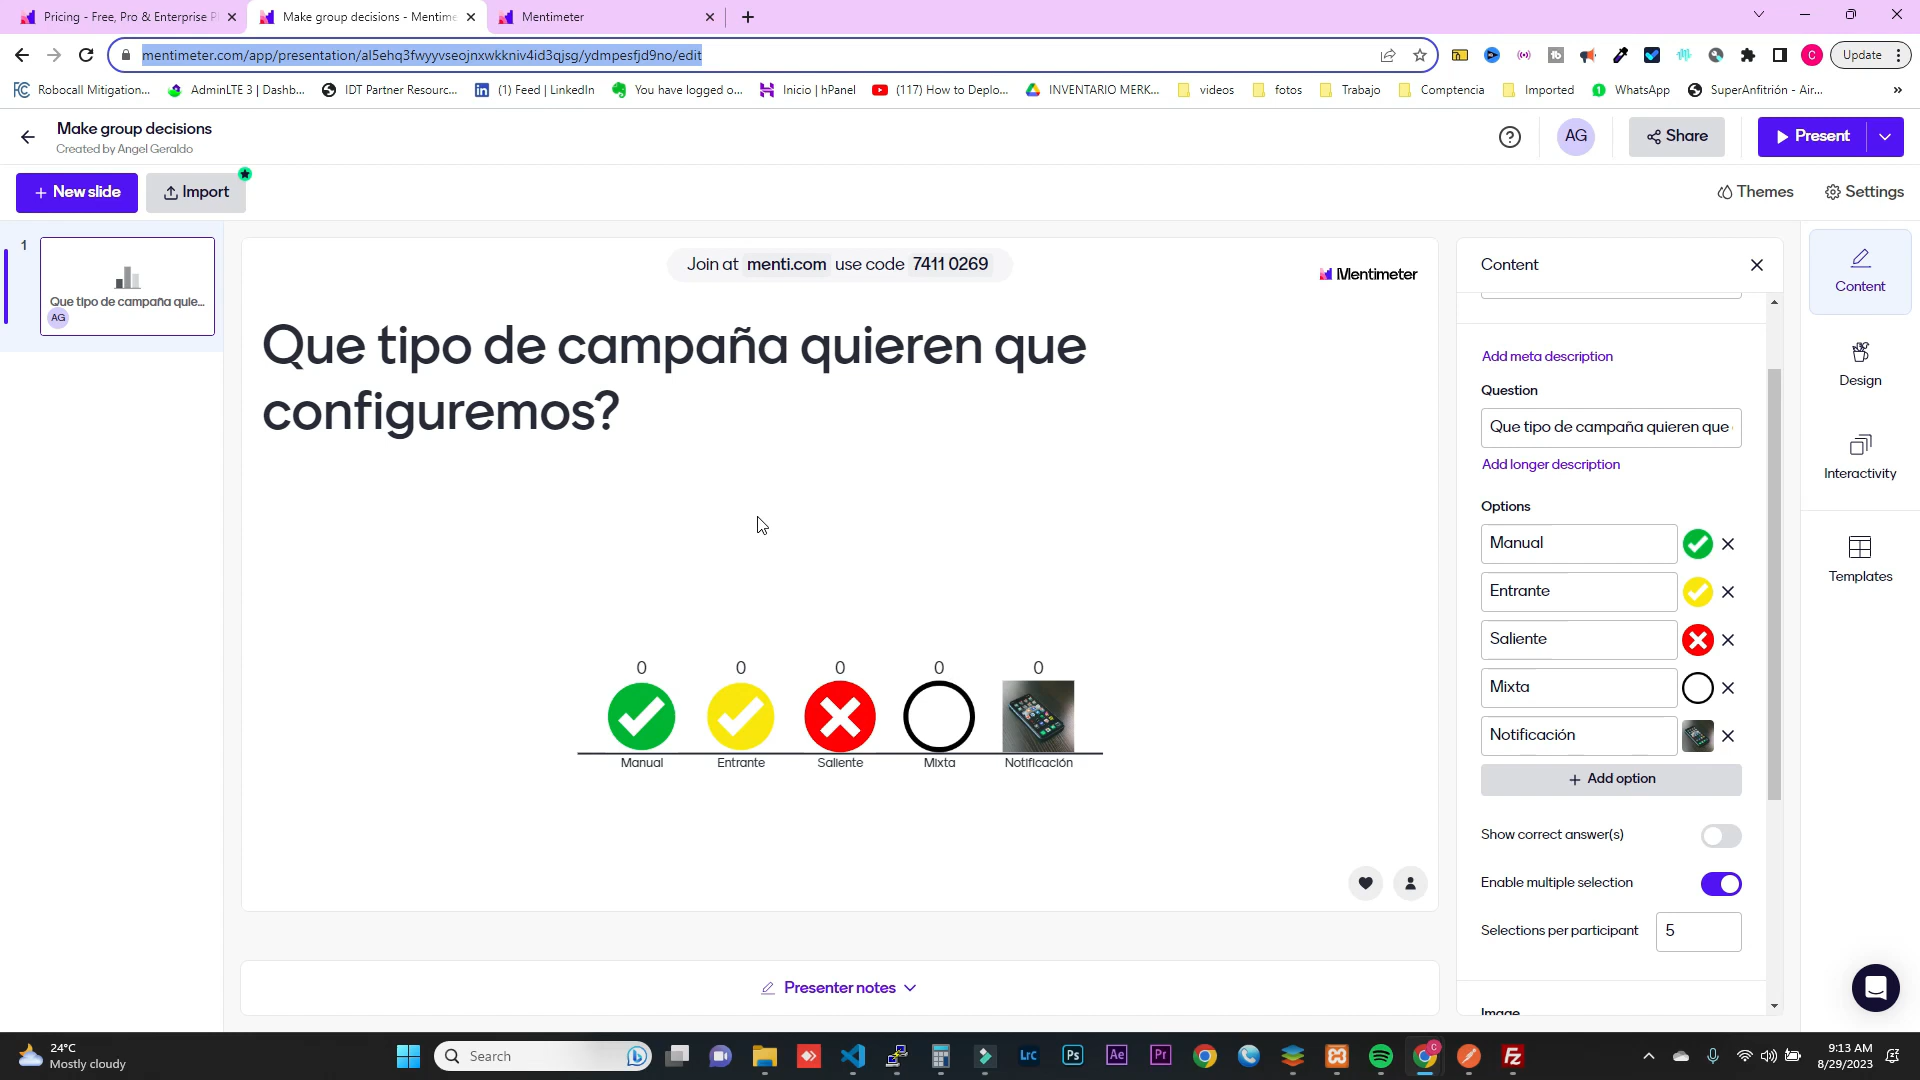 Pricing - Free, Pro & Enterprise P
Make group decisions - Mentime
Mentimeter
mentimeter.com/app/presentation/al5ehq3fwyyvseojnxwkkniv4id3qjsg/ydmpesfjd9no/edit
C
Update
Robocall Mitigation...
AdminLTE 3 | Dashb...
IDT Partner Resourc...
(1) Feed | LinkedIn
You have logged o...
Inicio | hPanel
(117) How to Deplo...
INVENTARIO MERK...
videos
fotos
Trabajo
Comptencia
Imported
WhatsApp
SuperAnfitrión - Air...
Make group decisions
Created by Angel Geraldo
AG
Share
Present
New slide
Import
Themes
Settings
1
Que tipo de campaña quie...
AG
Join at menti.com use code 7411 0269
Mentimeter
Que tipo de campaña quieren que
configuremos?
0 0 0 0 0
Manual Entrante Saliente Mixta Notificación
Presenter notes
Content
Add meta description
Question
Que tipo de campaña quieren que
Add longer description
Options
Manual
Entrante
Saliente
Mixta
Notificación
Add option
Show correct answer(s)
Enable multiple selection
Selections per participant 5
Image
Content
Design
Interactivity
Templates
24°C
Mostly cloudy
Search
Lrc
Ps
Ae
Pr
9:13 AM
8/29/2023